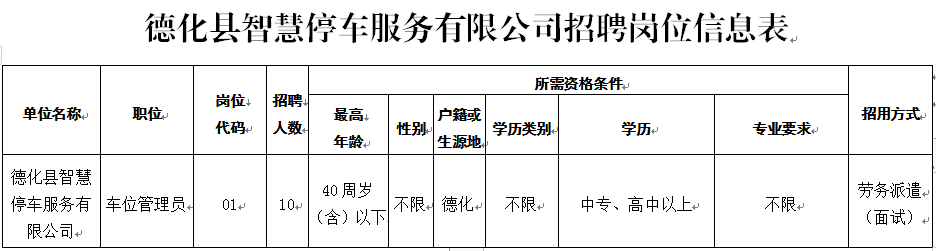 德化县智慧停车服务有限公司招聘岗位信息表
所需资格条件
单位名称
职位
岗位
代码
招聘
人数
最高
年龄
性别
户籍或
生源地
学历类别
学历
专业要求
招用方式
德化县智慧
停车服务有
限公司
车位管理员
01
10
40 周岁
（含）以下
不限
德化
不限
中专、高中以上
不限
劳务派遣
（面试）